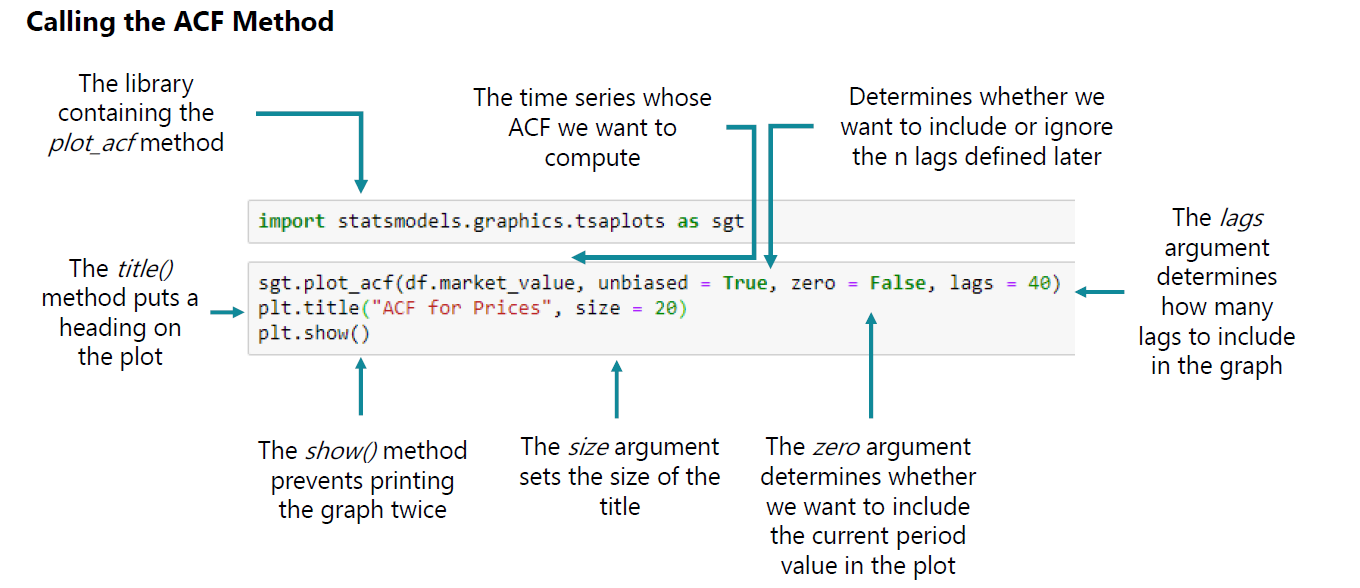 Calling the ACF Method
The library
containing the
plot_acf method
The time series whose
ACF we want to
compute
Determines whether we
want to include or ignore
the n lags defined later
import statsmodels.graphics.tsaplots as sgt
The title()
method puts a
heading on
the plot
sgt.plot_acf(df.market_value, unbiased = True, zero = False, lags = 40)
plt.title("ACF for Prices", size = 20)
plt.show()
The lags
argument
determines
how many
lags to include
in the graph
The show() method
prevents printing
the graph twice
The size argument
sets the size of the
title
The zero argument
determines whether
we want to include
the current period
value in the plot